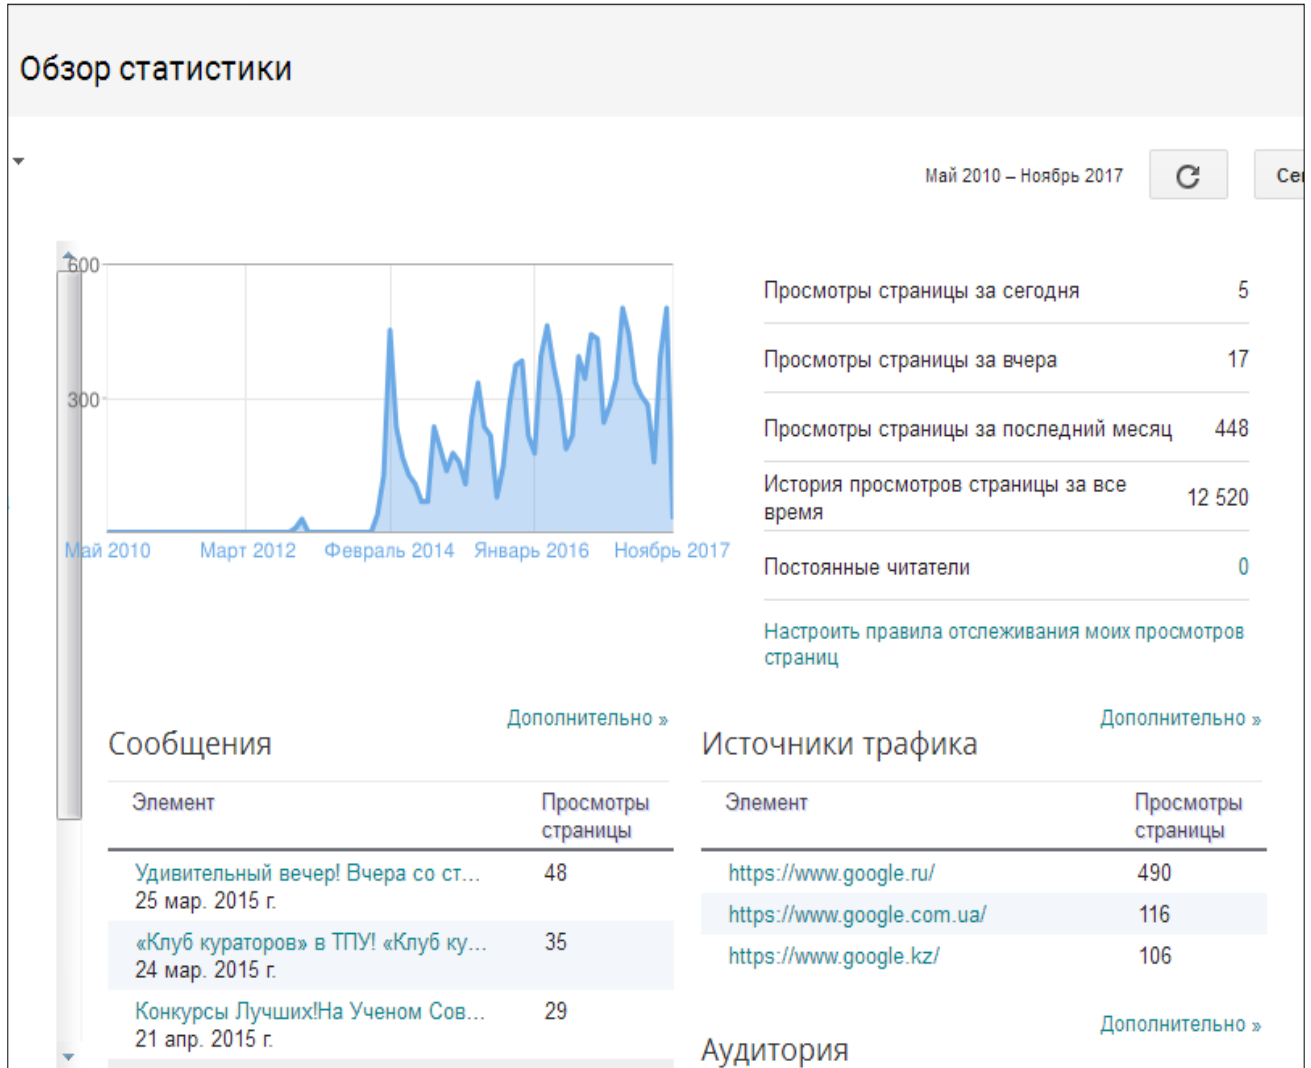 Обзор статистики
Май 2010 – Ноябрь 2017
600
300
Май 2010 Март 2012 Февраль 2014 Январь 2016 Ноябрь 2017
Просмотры страницы за сегодня 5
Просмотры страницы за вчера 17
Просмотры страницы за последний месяц 448
История просмотров страницы за все
время 12 520
Постоянные читатели 0
Настроить правила отслеживания моих просмотров
страниц
Дополнительно »
Сообщения
Элемент Просмотры
страницы
Удивительный вечер! Вчера со ст... 48
25 мар. 2015 г.
«Клуб кураторов» в ТПУ! «Клуб ку... 35
24 мар. 2015 г.
Конкурсы Лучших!На Ученом Сов... 29
21 апр. 2015 г.
Дополнительно »
Источники трафика
Элемент Просмотры
страницы
https://www.google.ru/ 490
https://www.google.com.ua/ 116
https://www.google.kz/ 106
Дополнительно »
Аудитория